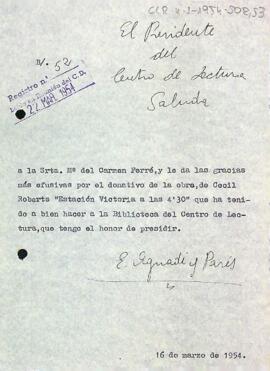 CCR 4-1-1954-508,53
El Presidente
del
Centro de Lectura
Saluda
N. 52
Registro n.º
27 MAR 1954
a la Srta. Mª del Carmen Ferré,y le da las gracias
más efusivas por el donativo de la obra,de Cecil
Roberts "Estación Victoria a las 4'30" que ha teni-
do a bien hacer a la Biblioteca del Centro de Lec-
tura,que tengo el honor de presidir.
E. Aguadé y Parés
16 de marzo de 1954.